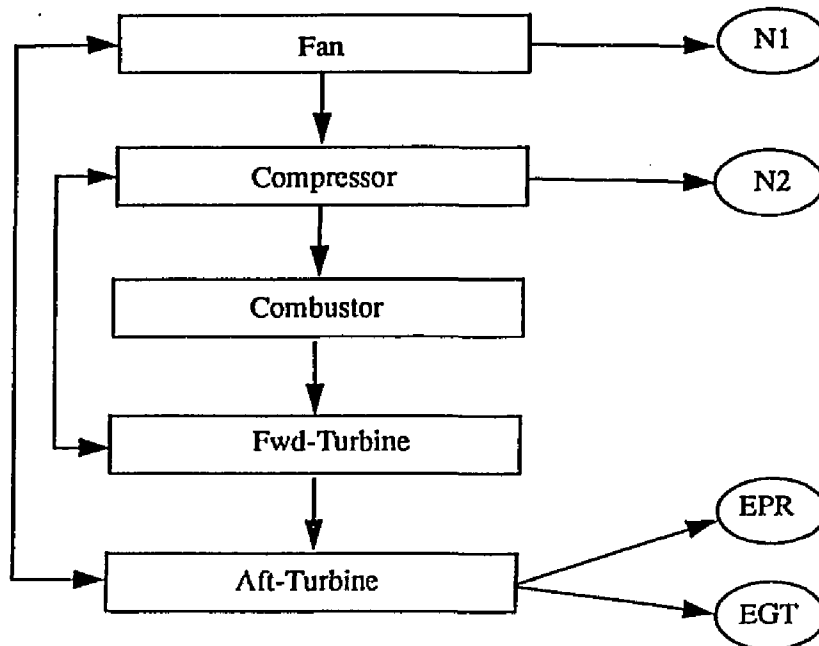 Fan
N1
Compressor
N2
Combustor
Fwd-Turbine
EPR
Aft-Turbine
EGT